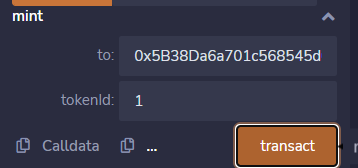 mint
to: 0x5B38Da6a701c568545d
tokenId: 1
Calldata ... transact